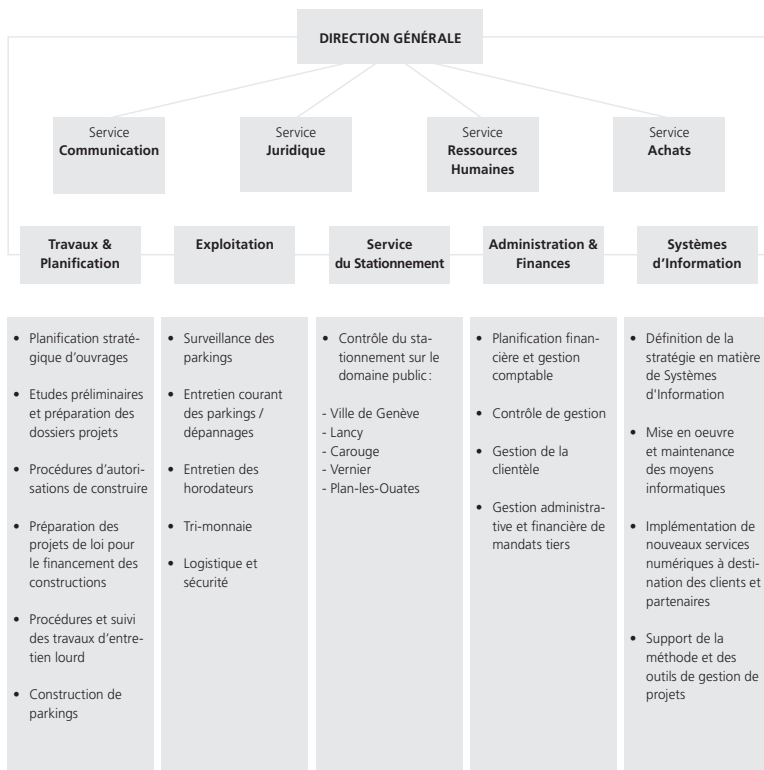 DIRECTION GÉNÉRALE
Service
Communication
Service
Juridique
Service
Ressources
Humaines
Service
Achats
Travaux &
Planification
Exploitation
Service
du Stationnement
Administration &
Finances
Systèmes
d'Information
• Planification straté-
gique d'ouvrages
• Etudes préliminaires
et préparation des
dossiers projets
• Procédures d'autori-
sations de construire
• Préparation des
projets de loi pour
le financement des
constructions
• Procédures et suivi
des travaux d'entre-
tien lourd
• Construction de
parkings
• Surveillance des
parkings
• Entretien courant
des parkings /
dépannages
• Entretien des
horodateurs
• Tri-monnaie
• Logistique et
sécurité
• Contrôle du sta-
tionnement sur le
domaine public :
- Ville de Genève
- Lancy
- Carouge
- Vernier
- Plan-les-Ouates
• Planification finan-
cière et gestion
comptable
• Contrôle de gestion
• Gestion de la
clientèle
• Gestion administra-
tive et financière de
mandats tiers
• Définition de la
stratégie en matière
de Systèmes
d'Information
• Mise en oeuvre
et maintenance
des moyens
informatiques
• Implémentation de
nouveaux services
numériques à desti-
nation des clients et
partenaires
• Support de la
méthode et des
outils de gestion de
projets